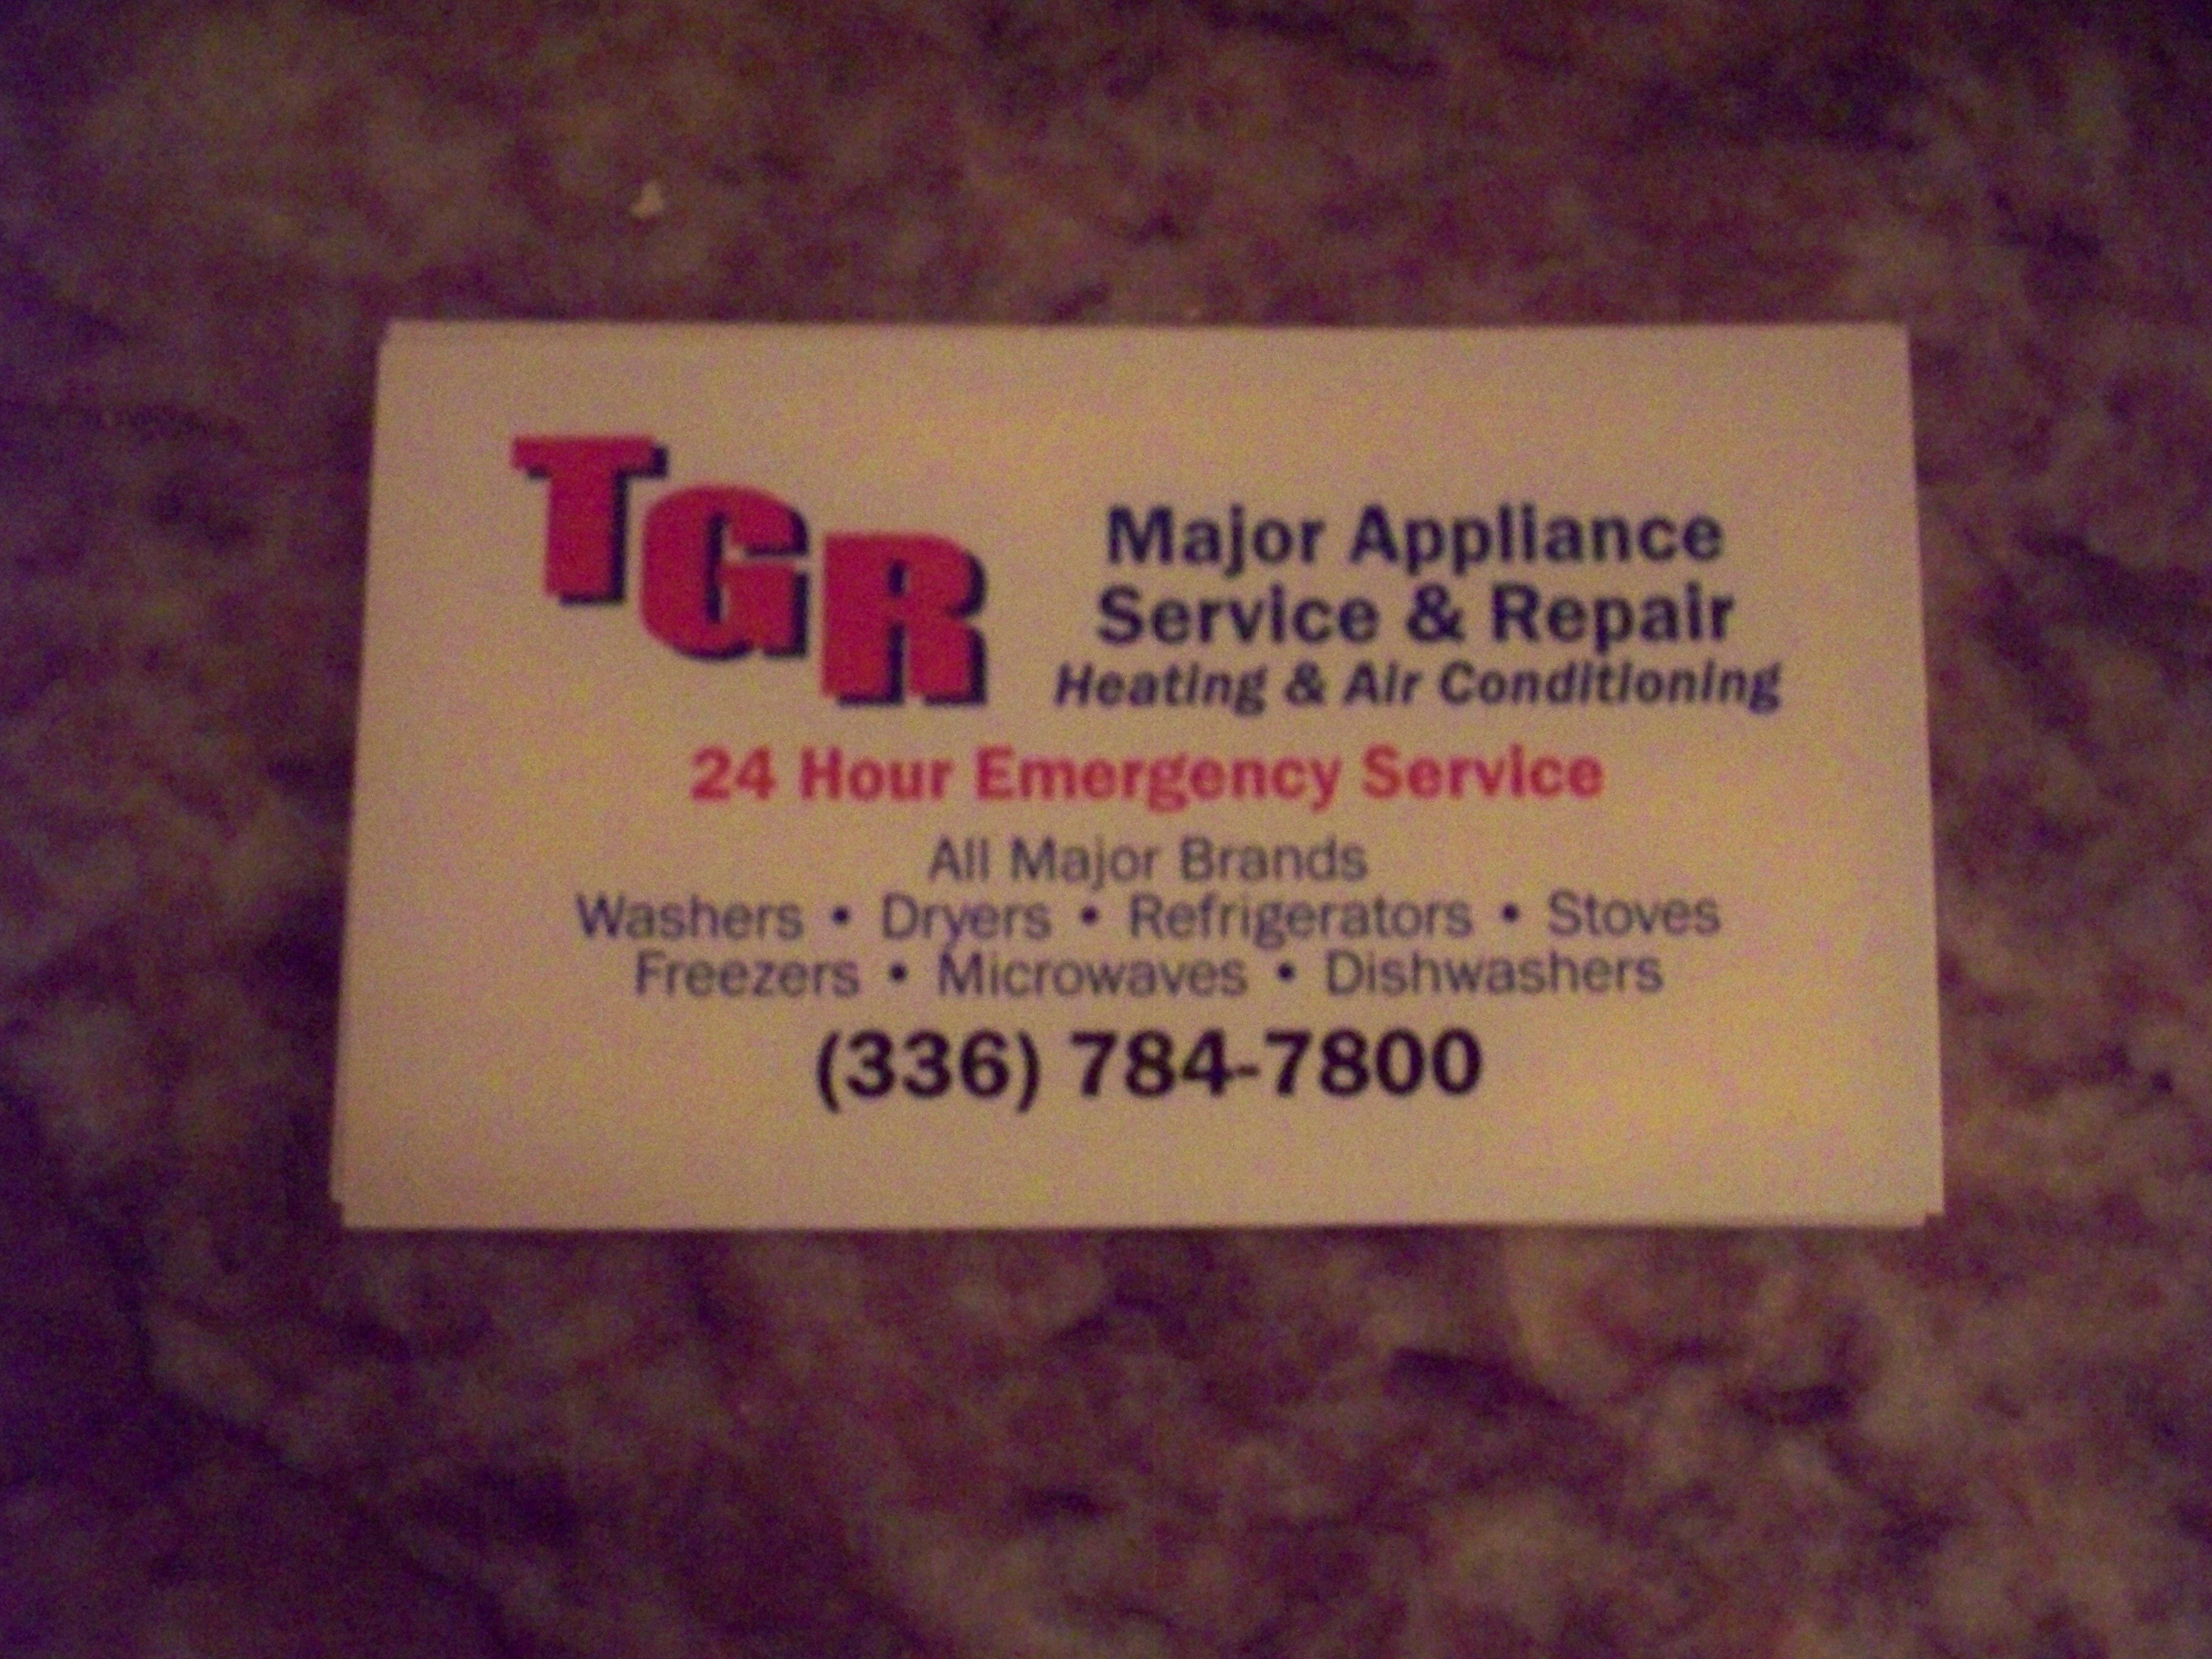 TGR
Major Appliance
Service & Repair
Heating & Air Conditioning
24 Hour Emergency Service
All Major Brands
Washers • Dryers • Refrigerators • Stoves
Freezers • Microwaves • Dishwashers
(336) 784-7800